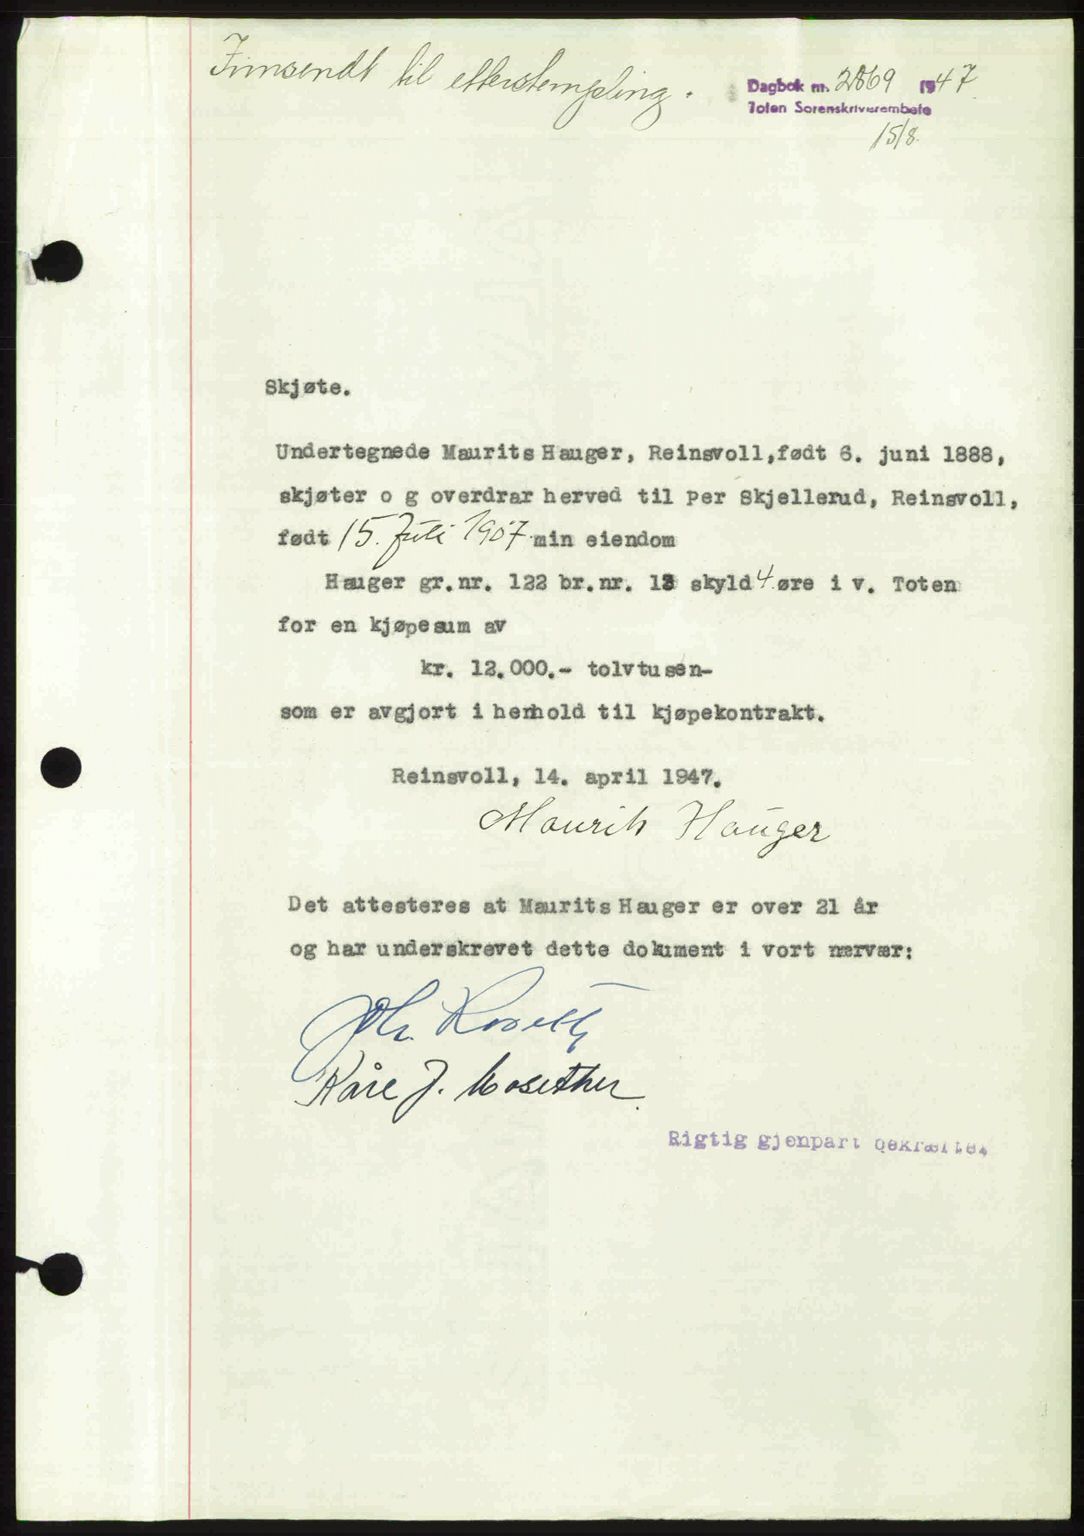 Innsendt til etterstempling.
Dagbok nr. 2169 1947
Toten Sorenskriverembete
15/8.
Skjøte.
Undertegnede Maurits Hauger, Reinsvoll,født 6. juni 1888,
skjøter o g overdrar herved til Per Skjellerud, Reinsvoll,
født 15. Juli 1907 min eiendom
Hauger gr.nr. 122 br.nr. 13 skyld 4 øre i v. Toten
for en kjøpesum av
kr. 12.000.- tolvtusen-
som er avgjort i henhold til kjøpekontrakt.
Reinsvoll, 14. april 1947.
Maurits Hauger
Det attesteres at Maurits Hauger er over 21 år
og har underskrevet dette dokument i vort nærvær:
Joh.
Kåre J.
Rigtig gjenpart bekræftet